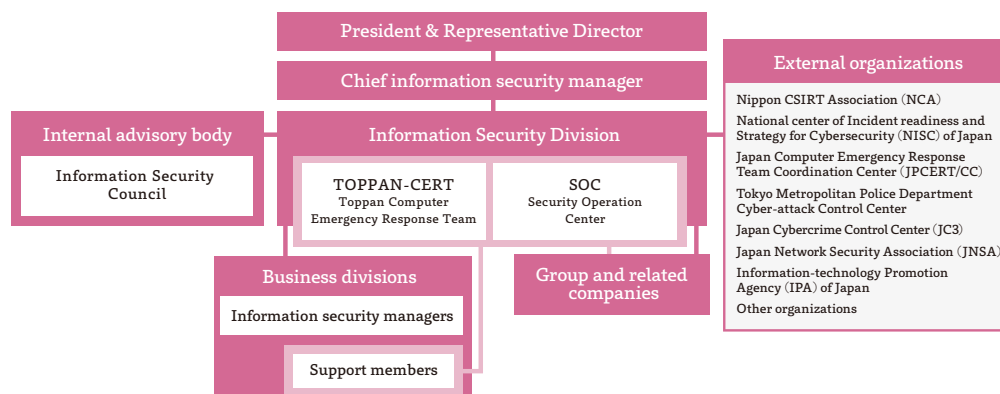 President & Representative Director
Chief information security manager
Internal advisory body
Information Security
Council
Information Security Division
TOPPAN-CERT
Toppan Computer
Emergency Response Team
SOC
Security Operation
Center
Business divisions
Information security managers
Support members
Group and related
companies
External organizations
Nippon CSIRT Association (NCA)
National center of Incident readiness and
Strategy for Cybersecurity (NISC) of Japan
Japan Computer Emergency Response
Team Coordination Center (JPCERT/CC)
Tokyo Metropolitan Police Department
Cyber-attack Control Center
Japan Cybercrime Control Center (JC3)
Japan Network Security Association (JNSA)
Information-technology Promotion
Agency (IPA) of Japan
Other organizations